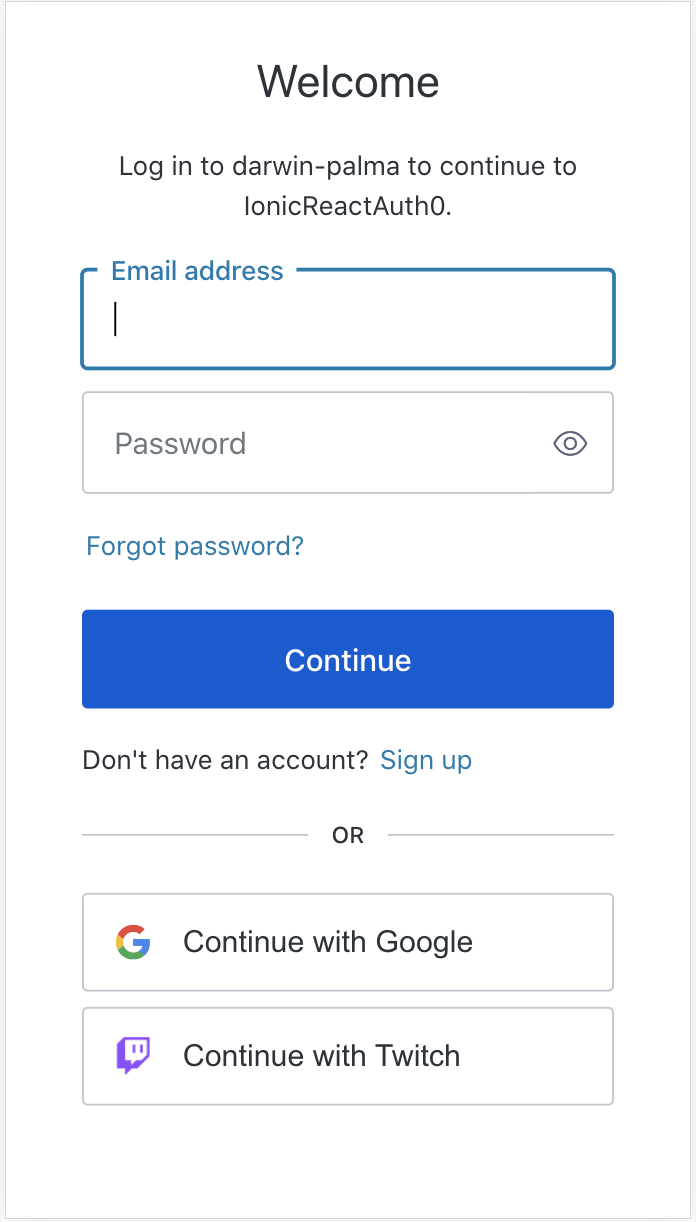 Welcome
Log in to darwin-palma to continue to
IonicReactAuth0.
Email address
Password
Forgot password?
Continue
Don't have an account? Sign up
OR
Continue with Google
Continue with Twitch